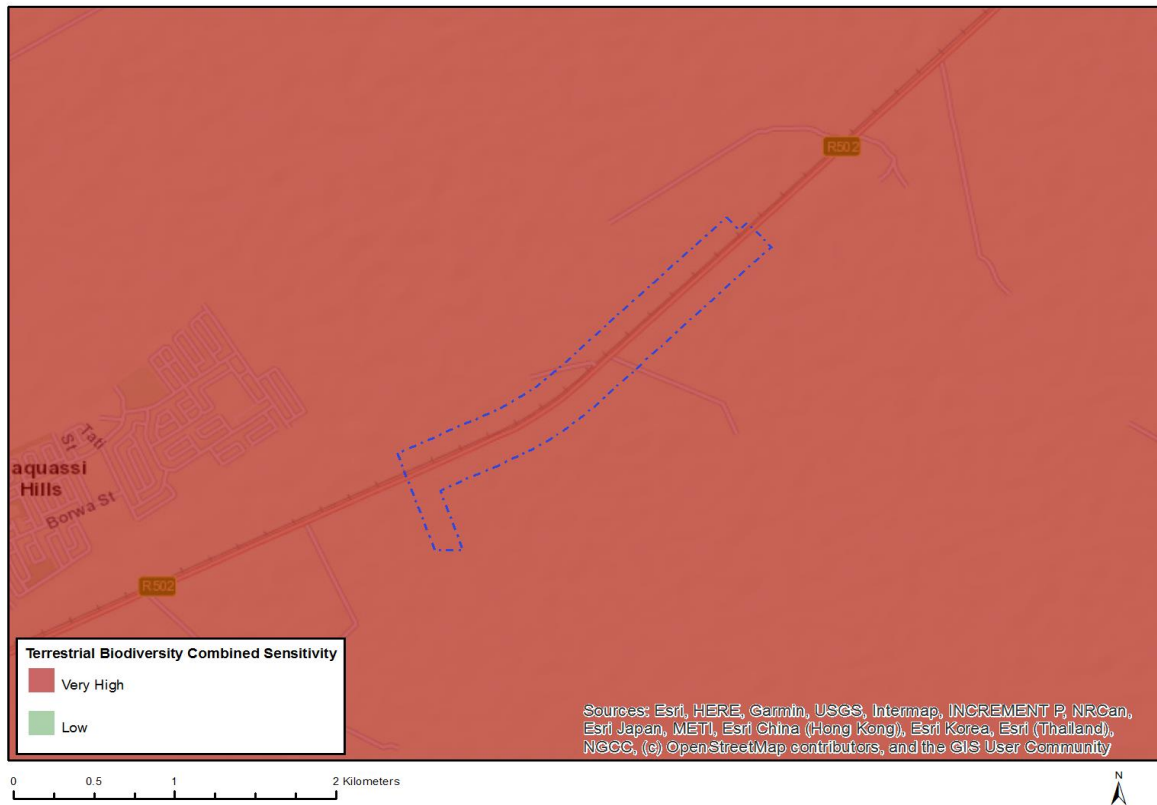 R502
Tati
St
aquassi
Hills
Borwa St
R502
Terrestrial Biodiversity Combined Sensitivity
Very High
Low
Sources: Esri, HERE, Garmin, USGS, Intermap, INCREMENT P, NRCan,
Esri Japan, METI, Esri China (Hong Kong), Esri Korea, Esri (Thailand),
NGCC, (c) OpenStreetMap contributors, and the GIS User Community
0 0.5 1 2 Kilometers
N